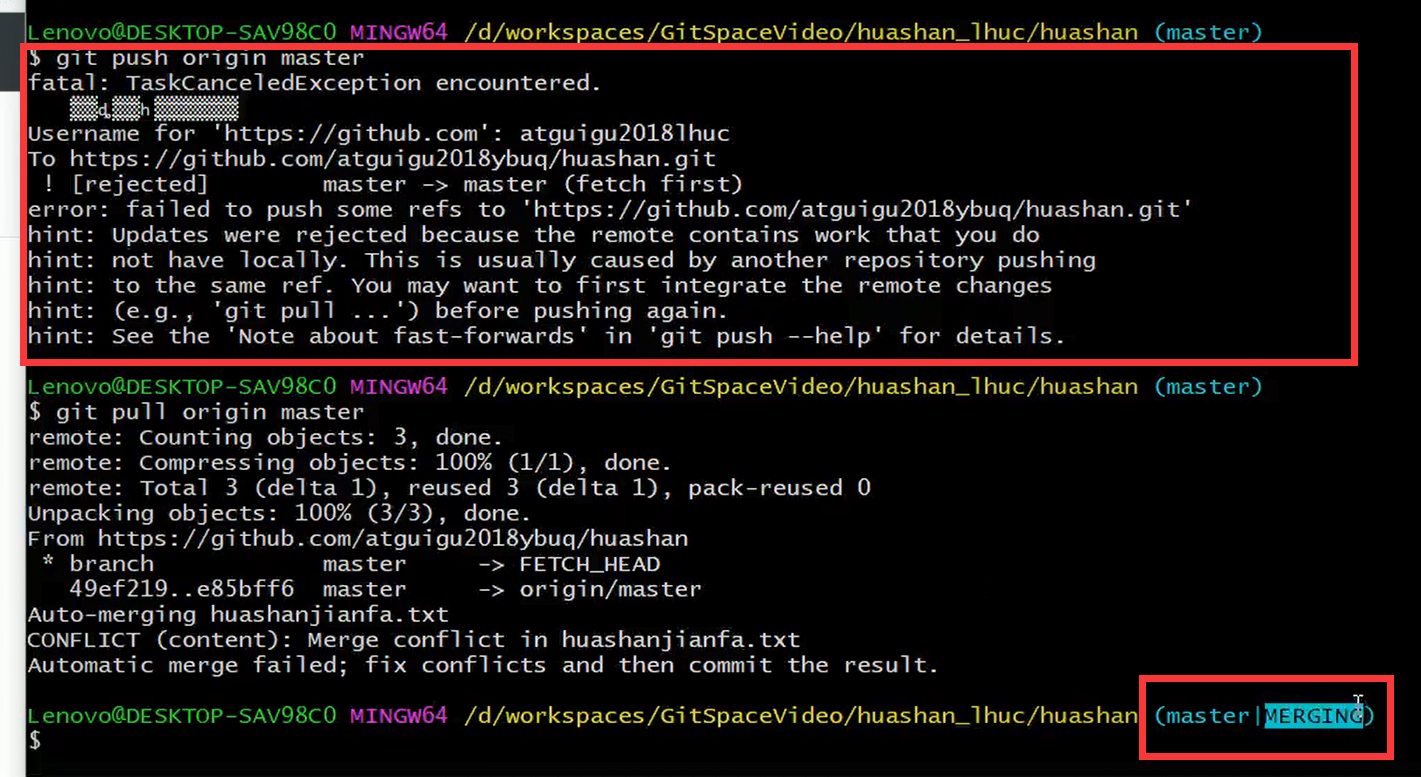 Lenovo@DESKTOP-SAV98C0 MINGW64 /d/workspaces/GitSpaceVideo/huashan_lhuc/huashan (master)
$ git push origin master
fatal: TaskCanceledException encountered.
Username for 'https://github.com': atguigu2018lhuc
To https://github.com/atguigu2018ybuq/huashan.git
 ! [rejected]        master -> master (fetch first)
error: failed to push some refs to 'https://github.com/atguigu2018ybuq/huashan.git'
hint: Updates were rejected because the remote contains work that you do
hint: not have locally. This is usually caused by another repository pushing
hint: to the same ref. You may want to first integrate the remote changes
hint: (e.g., 'git pull ...') before pushing again.
hint: See the 'Note about fast-forwards' in 'git push --help' for details.
Lenovo@DESKTOP-SAV98C0 MINGW64 /d/workspaces/GitSpaceVideo/huashan_lhuc/huashan (master)
$ git pull origin master
remote: Counting objects: 3, done.
remote: Compressing objects: 100% (1/1), done.
remote: Total 3 (delta 1), reused 3 (delta 1), pack-reused 0
Unpacking objects: 100% (3/3), done.
From https://github.com/atguigu2018ybuq/huashan
 * branch            master     -> FETCH_HEAD
   49ef219..e85bff6  master     -> origin/master
Auto-merging huashanjianfa.txt
CONFLICT (content): Merge conflict in huashanjianfa.txt
Automatic merge failed; fix conflicts and then commit the result.
Lenovo@DESKTOP-SAV98C0 MINGW64 /d/workspaces/GitSpaceVideo/huashan_lhuc/huashan (master|MERGING)
$